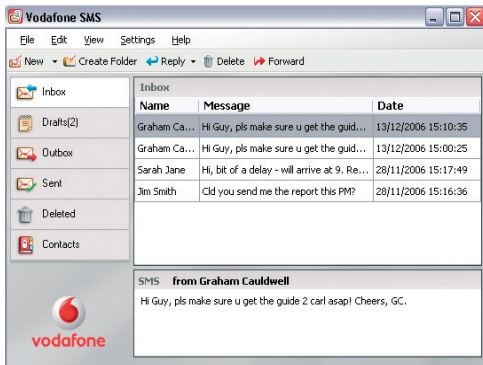 Vodafone SMS
File Edit View Settings Help
New Create Folder Reply Delete Forward
Inbox
Drafts(2)
Outbox
Sent
Deleted
Contacts
vodafone
Inbox
Name Message Date
Graham Ca... Hi Guy, pls make sure u get the guid... 13/12/2006 15:10:35
Graham Ca... Hi Guy, pls make sure u get the guid... 13/12/2006 15:00:25
Sarah Jane Hi, bit of a delay - will arrive at 9. Re... 28/11/2006 15:17:49
Jim Smith Cld you send me the report this PM? 28/11/2006 15:16:36
SMS from Graham Cauldwell
Hi Guy, pls make sure u get the guide 2 carl asap! Cheers, GC.